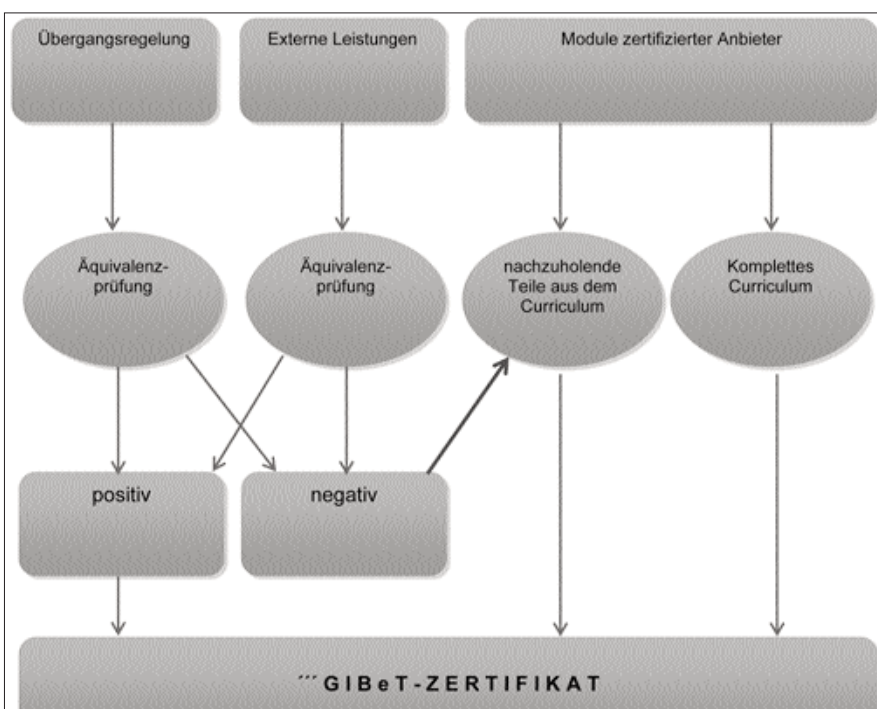 Übergangsregelung
Externe Leistungen
Module zertifizierter Anbieter
Äquivalenz-
prüfung
Äquivalenz-
prüfung
nachzuholende
Teile aus dem
Curriculum
Komplettes
Curriculum
positiv
negativ
´´´GIBeT-ZERTIFIKAT